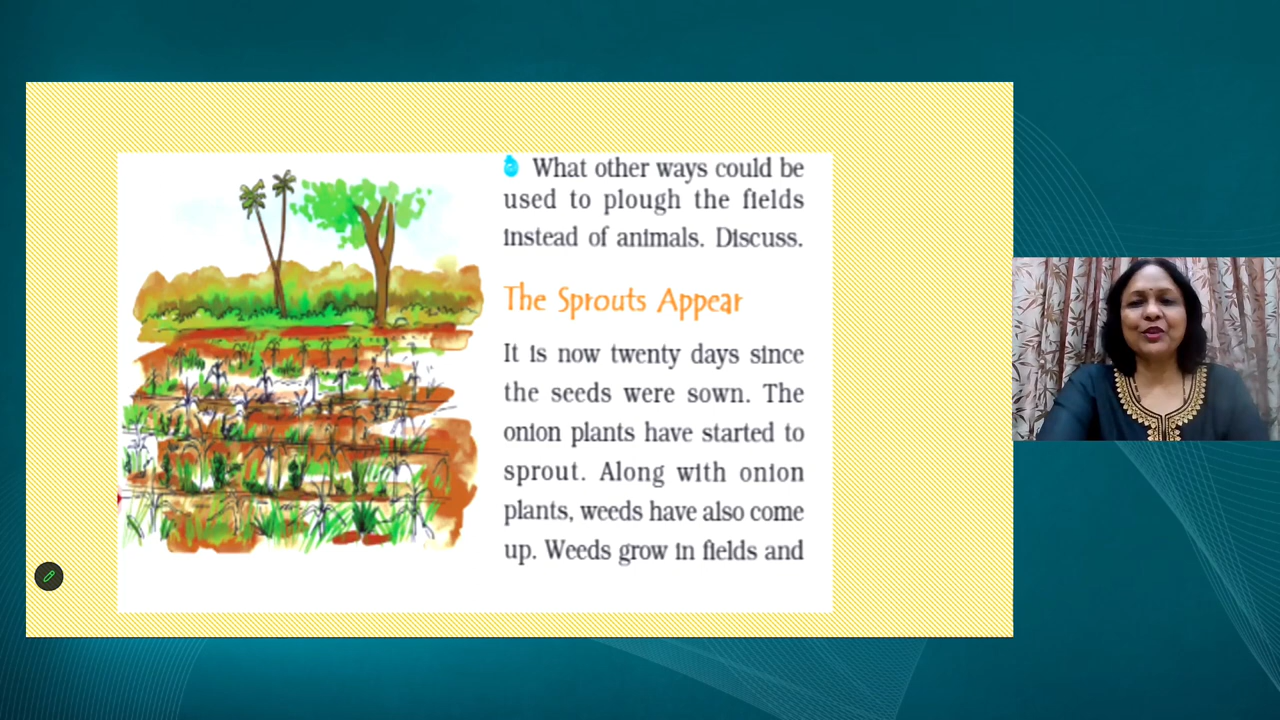 What other ways could be
used to plough the fields
instead of animals. Discuss.
The Sprouts Appear
It is now twenty days since
the seeds were sown. The
onion plants have started to
sprout. Along with onion
plants, weeds have also come
up. Weeds grow in fields and